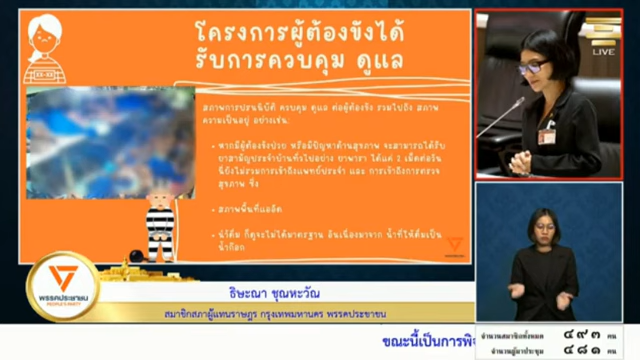 โครงการผู้ต้องขังได้
รับการควบคุม ดูแล
LIVE
สภาพการปฏิบัติ ควบคุม ดูแล ต่อผู้ต้องขัง รวมไปถึง สภาพ
ความเป็นอยู่ อย่างเช่น:
• หากมีผู้ต้องขังป่วย หรือมีปัญหาด้านสุขภาพ จะสามารถได้รับ
ยาสามัญประจำบ้านทั่วไปอย่าง ยาพารา ได้แค่ 2 เม็ดต่อวัน
นี่ยังไม่รวมการเข้าถึงแพทย์ประจำ และ การเข้าถึงการตรวจ
สุขภาพ ซึ่ง
• สภาพพื้นที่แออัด
• น้ำดื่ม ก็ดูจะไม่ได้มาตรฐาน อันเนื่องมาจาก น้ำที่ให้ดื่มเป็น
น้ำก๊อก
พรรคประชาชน
PEOPLE'S PARTY
ธิษะณา ชุณหะวัณ
สมาชิกสภาผู้แทนราษฎร กรุงเทพมหานคร พรรคประชาชน
ขณะนี้เป็นการพิจ
จำนวนสมาชิกทั้งหมด ๔๙๓ คน
จำนวนผู้มาประชุม ๔๘๑ คน